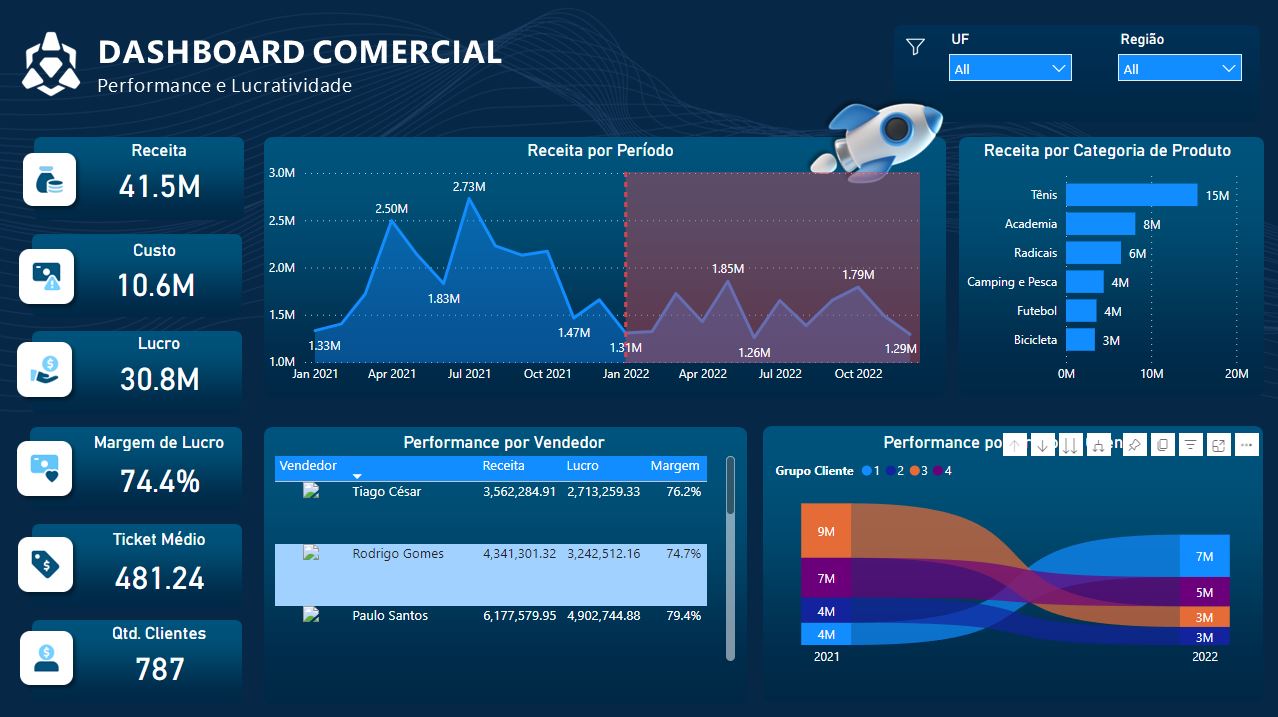 DASHBOARD COMERCIAL
Performance e Lucratividade
UF
Região
All
All
Receita
41.5M
Custo
10.6M
Lucro
30.8M
Margem de Lucro
74.4%
Ticket Médio
481.24
Qtd. Clientes
787
Receita por Período
3.0M
2.5M
2.0M
1.5M
1.0M
1.33M
2.50M
1.83M
2.73M
1.47M
1.31M
1.85M
1.26M
1.79M
1.29M
Jan 2021
Apr 2021
Jul 2021
Oct 2021
Jan 2022
Apr 2022
Jul 2022
Oct 2022
Receita por Categoria de Produto
Tênis 15M
Academia 8M
Radicais 6M
Camping e Pesca 4M
Futebol 4M
Bicicleta 3M
0M 10M 20M
Performance por Vendedor
Vendedor Receita Lucro Margem
Tiago César 3,562,284.91 2,713,259.33 76.2%
Rodrigo Gomes 4,341,301.32 3,242,512.16 74.7%
Paulo Santos 6,177,579.95 4,902,744.88 79.4%
Performance po
Grupo Cliente 1 2 3 4
9M
7M
4M
4M
2021
7M
5M
3M
3M
2022